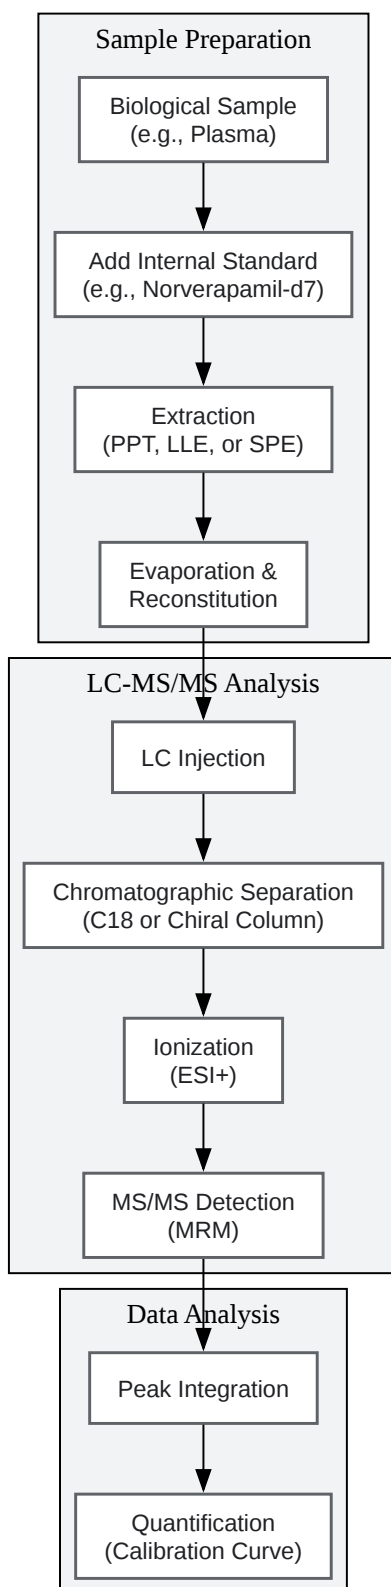 Sample Preparation
Biological Sample
(e.g., Plasma)
Add Internal Standard
(e.g., Norverapamil-d7)
Extraction
(PPT, LLE, or SPE)
Evaporation &
Reconstitution
LC-MS/MS Analysis
LC Injection
Chromatographic Separation
(C18 or Chiral Column)
Ionization
(ESI+)
MS/MS Detection
(MRM)
Data Analysis
Peak Integration
Quantification
(Calibration Curve)